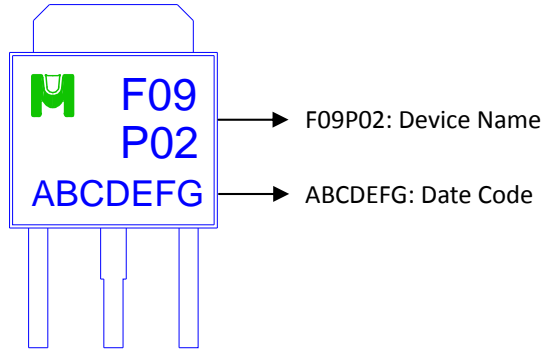 F09
P02
F09P02: Device Name
ABCDEFG
ABCDEFG: Date Code